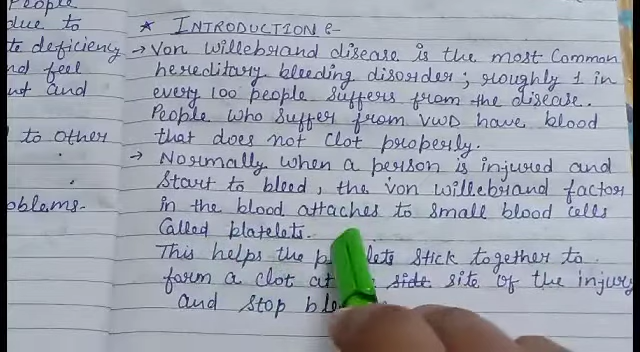 People
due to
deficiency
feel
and
to other
* INTRODUCTION :-
→ Von willebrand disease is the most Common
hereditary bleeding disorder; roughly 1 in
every 100 people suffers from the disease.
People who suffer from VWD have blood
that does not clot properly.
→ Normally when a person is injured and
start to bleed, the von willebrand factor
in the blood attaches to small blood cells
Called platelets.
This helps the stick together to
form a clot at side site of the injury
and stop